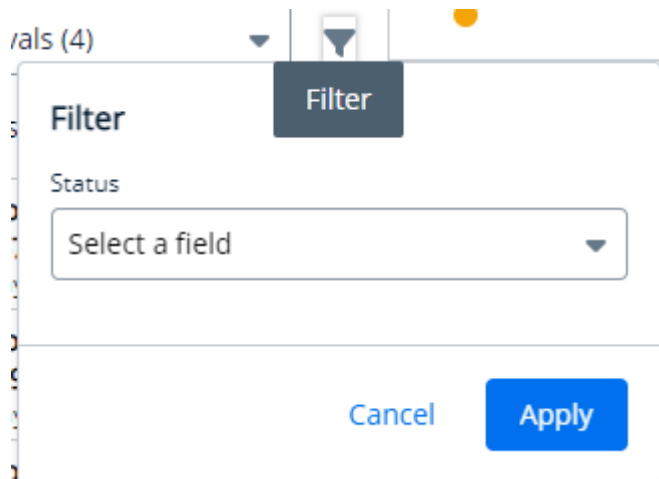 vals (4)
Filter
Filter
Status
Select a field
Cancel
Apply